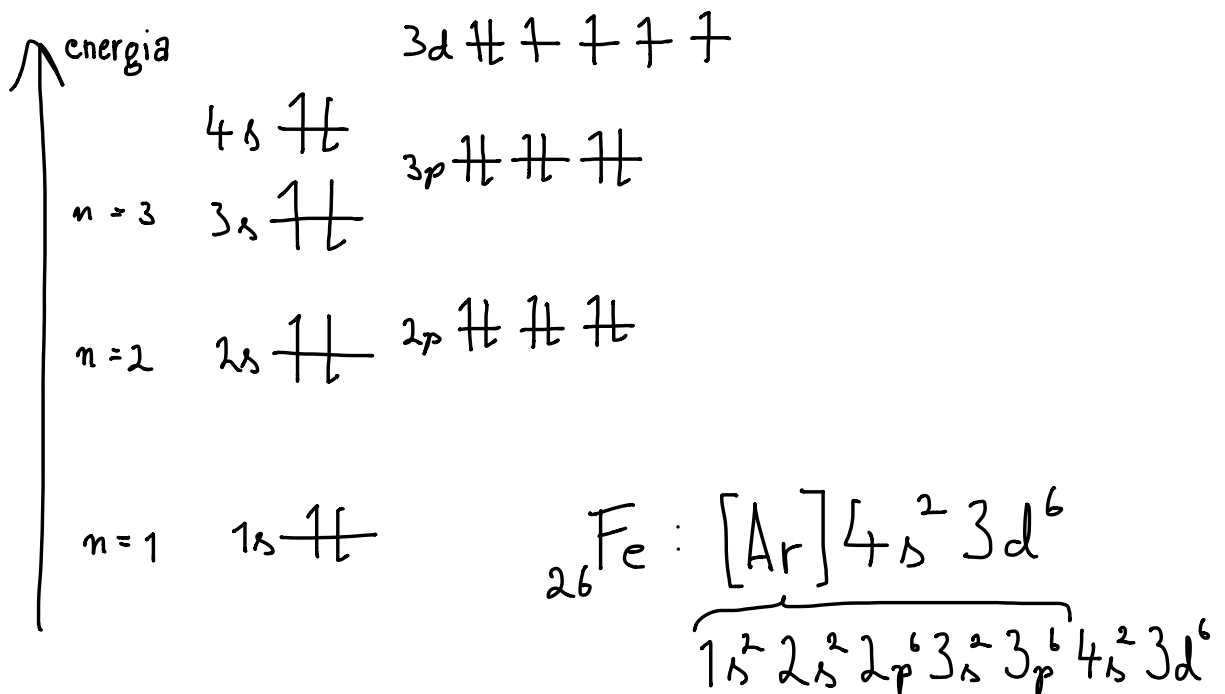 energia
3d ⥮ ↿ ↿ ↿ ↿
4s ⥮
3p ⥮ ⥮ ⥮
n = 3 3s ⥮
2p ⥮ ⥮ ⥮
n = 2 2s ⥮
n = 1 1s ⥮
₂₆Fe : [Ar] 4s² 3d⁶
1s² 2s² 2p⁶ 3s² 3p⁶ 4s² 3d⁶